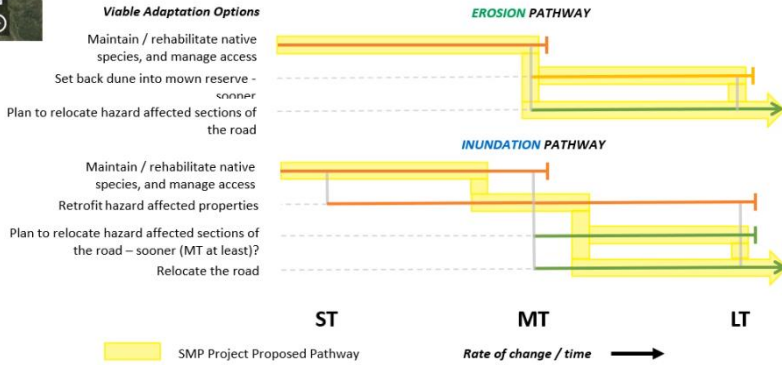 Viable Adaptation Options
EROSION PATHWAY
Maintain / rehabilitate native
species, and manage access
Set back dune into mown reserve -
sooner
Plan to relocate hazard affected sections of
the road
INUNDATION PATHWAY
Maintain / rehabilitate native
species, and manage access
Retrofit hazard affected properties
Plan to relocate hazard affected sections of
the road – sooner (MT at least)?
Relocate the road
ST
MT
LT
SMP Project Proposed Pathway
Rate of change / time